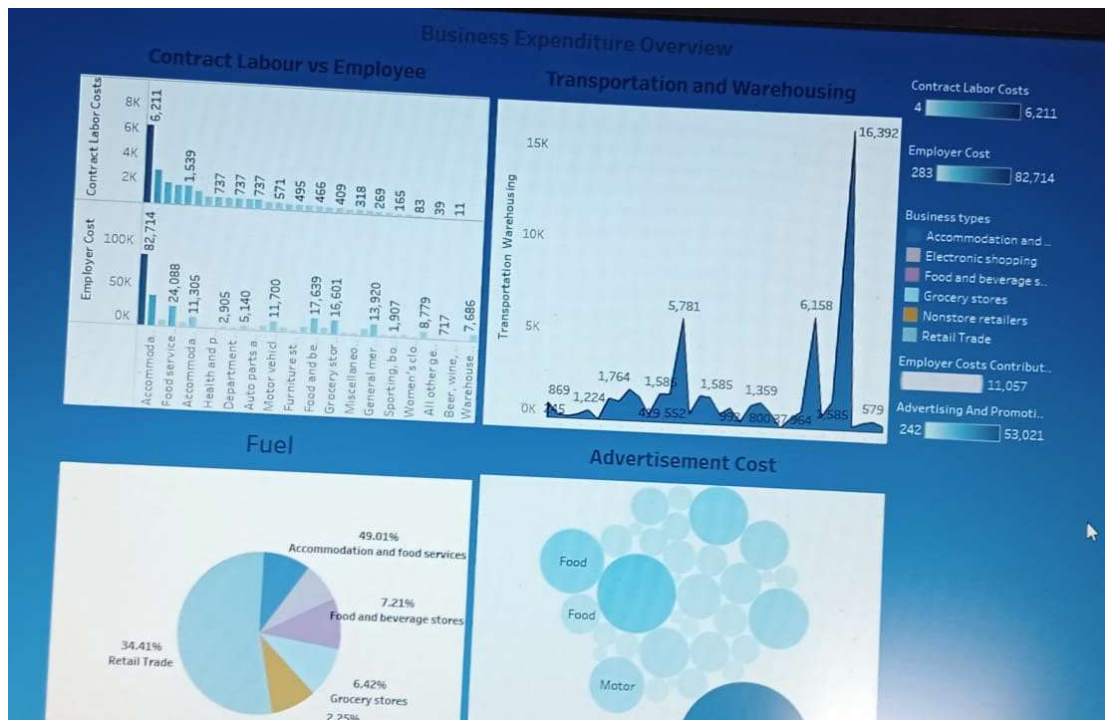 Business Expenditure Overview
Contract Labour vs Employee
Contract Labor Costs
8K
6K
4K
2K
6,211
1,539
737
737
737
571
495
466
409
318
269
165
83
39
11
Employer Cost
100K
50K
0K
82,714
24,088
11,305
2,905
5,140
11,700
17,639
16,601
13,920
1,907
8,779
717
7,686
Accommoda.
Food service
Accommoda.
Health and p.
Department
Auto parts a.
Motor vehicl
Furniture st.
Food and be.
Grocery stor
Miscellaneo.
General mer
Sporting, bo
Women's clo
All other ge..
Beer, wine, ..
Warehouse
Transportation and Warehousing
Transportation Warehousing
15K
10K
5K
0K
245
869
1,224
1,764
1,585
552
5,781
1,585
992
1,359
800
964
6,158
1,585
16,392
579
Contract Labor Costs
4
6,211
Employer Cost
283
82,714
Business types
Accommodation and ..
Electronic shopping
Food and beverage s..
Grocery stores
Nonstore retailers
Retail Trade
Employer Costs Contribut..
11,057
Advertising And Promoti..
242
53,021
Fuel
49.01%
Accommodation and food services
7.21%
Food and beverage stores
34.41%
Retail Trade
6.42%
Grocery stores
2.25%
Advertisement Cost
Food
Food
Motor